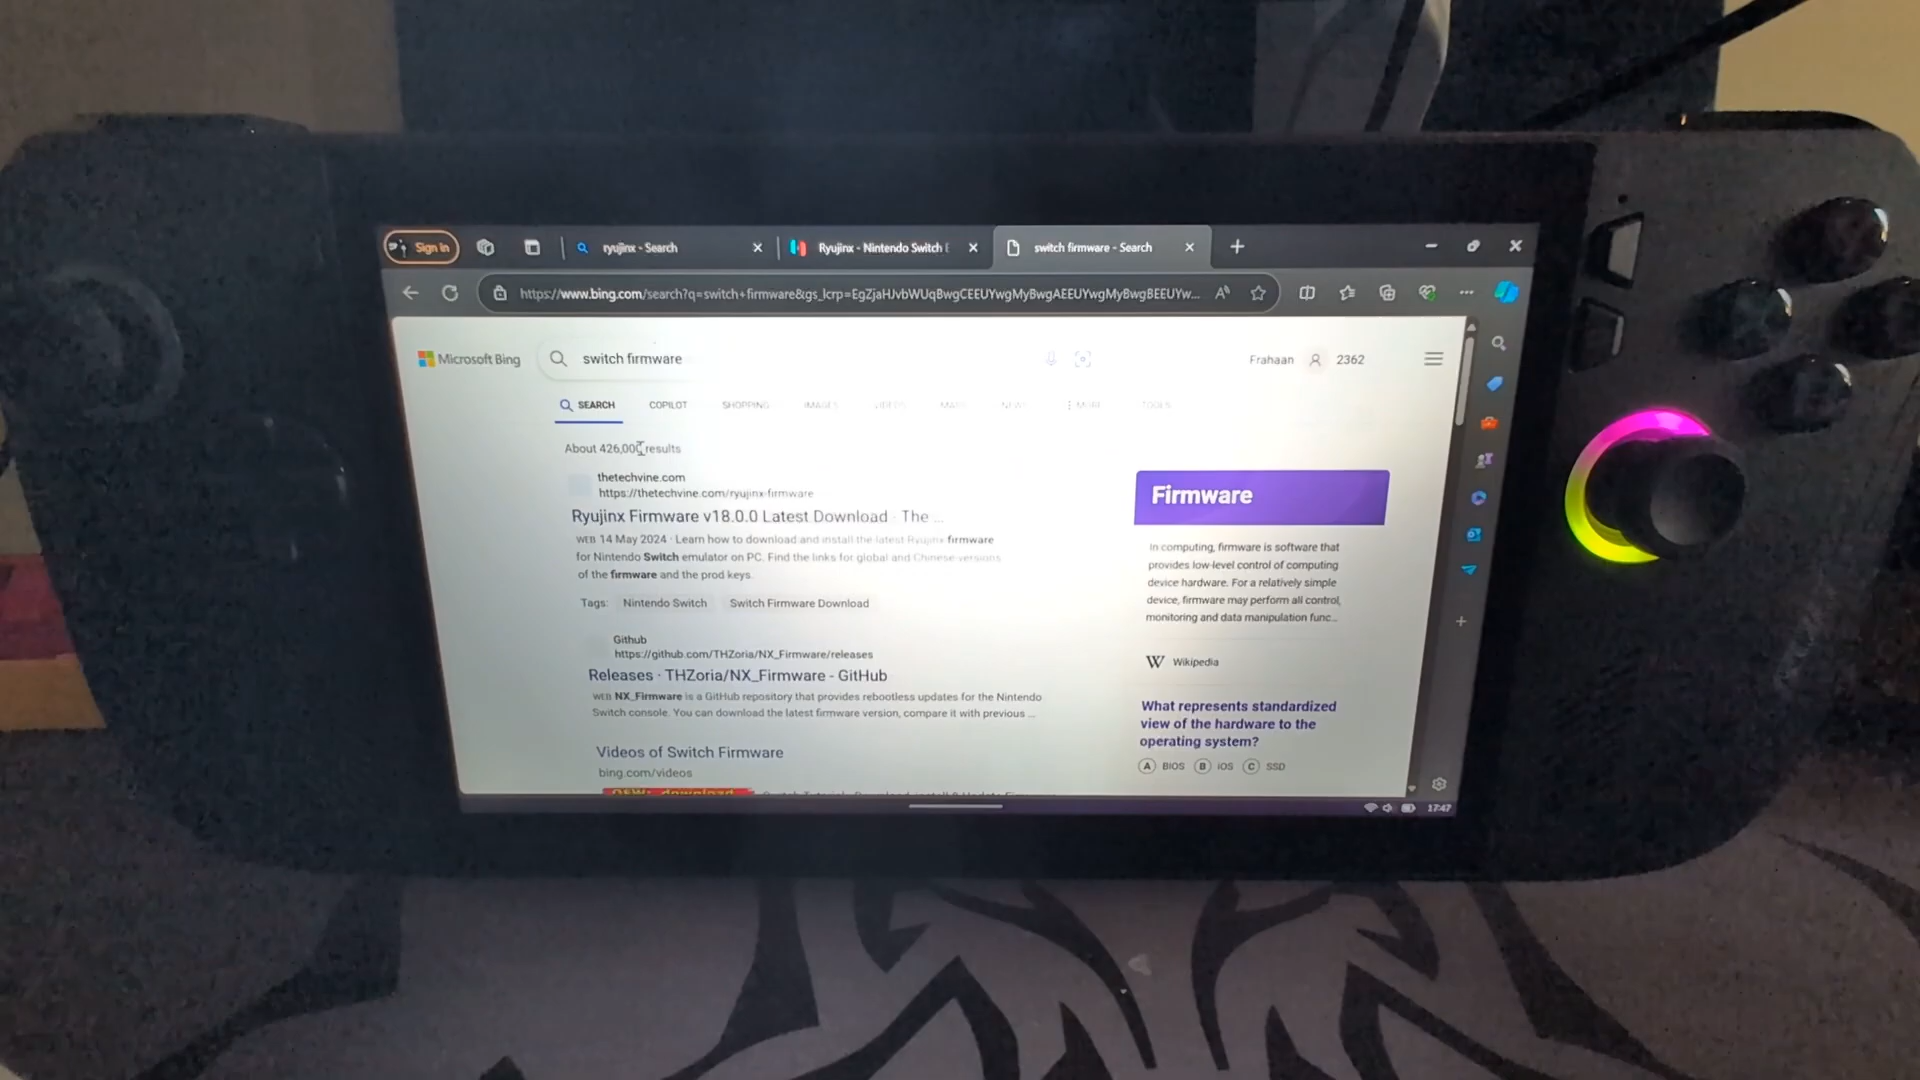 Sign in
ryujinx - Search
Ryujinx - Nintendo Switch E
switch firmware - Search
https://www.bing.com/search?q=switch+firmware&gs_lcrp=EgZjaHJvbWUqBwgCEEUYwgMyBwgAEEUYwgMyBwgBEEUYw...
Microsoft Bing
switch firmware
Frahaan
2362
SEARCH
COPILOT
SHOPPING
IMAGES
VIDEOS
MAPS
NEWS
MORE
TOOLS
About 426,000 results
thetechvine.com
https://thetechvine.com/ryujinx-firmware
Ryujinx Firmware v18.0.0 Latest Download · The ...
WEB 14 May 2024 · Learn how to download and install the latest Ryujinx firmware
for Nintendo Switch emulator on PC. Find the links for global and Chinese versions
of the firmware and the prod keys.
Tags: Nintendo Switch Switch Firmware Download
Github
https://github.com/THZoria/NX_Firmware/releases
Releases · THZoria/NX_Firmware - GitHub
WEB NX_Firmware is a GitHub repository that provides rebootless updates for the Nintendo
Switch console. You can download the latest firmware version, compare it with previous ...
Videos of Switch Firmware
bing.com/videos
Firmware
In computing, firmware is software that
provides low-level control of computing
device hardware. For a relatively simple
device, firmware may perform all control,
monitoring and data manipulation func...
W Wikipedia
What represents standardized
view of the hardware to the
operating system?
A BIOS B iOS C SSD
17:47